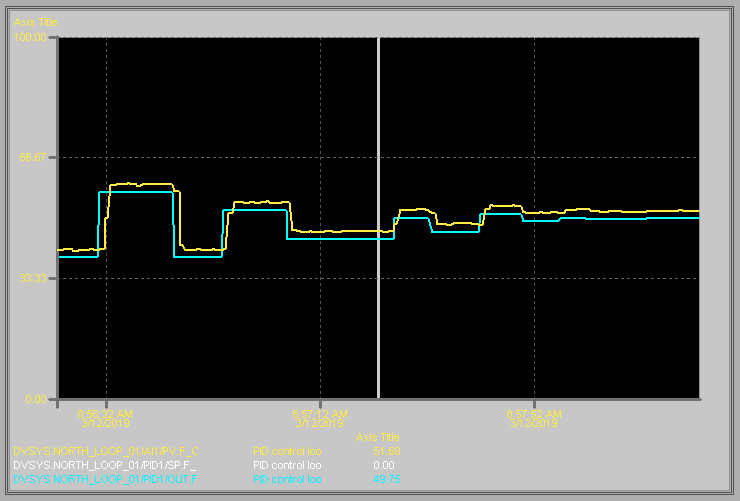 Axis Title
100.00
66.67
33.33
0.00
8:56:32 AM 8:57:12 AM 8:57:52 AM
3/12/2019 3/12/2019 3/12/2019
Axis Title
DVSYS.NORTH_LOOP_01/AI1/PV.F_C PID control loo 51.68
DVSYS.NORTH_LOOP_01/PID1/SP.F_ PID control loo 0.00
DVSYS.NORTH_LOOP_01/PID1/OUT.F PID control loo 49.75